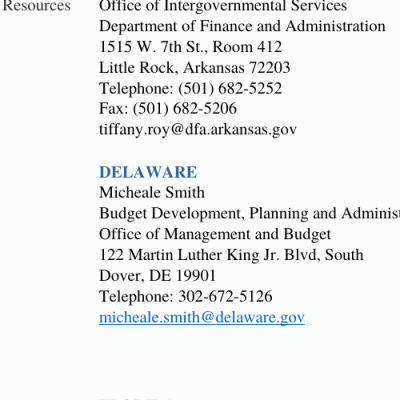 Resources
Office of Intergovernmental Services
Department of Finance and Administration
1515 W. 7th St., Room 412
Little Rock, Arkansas 72203
Telephone: (501) 682-5252
Fax: (501) 682-5206
tiffany.roy@dfa.arkansas.gov
DELAWARE
Micheale Smith
Budget Development, Planning and Administ
Office of Management and Budget
122 Martin Luther King Jr. Blvd, South
Dover, DE 19901
Telephone: 302-672-5126
micheale.smith@delaware.gov